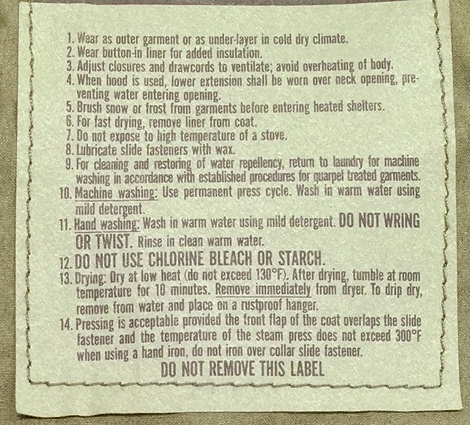 1. Wear as outer garment or as under-layer in cold dry climate.
2. Wear button-in liner for added insulation.
3. Adjust closures and drawcords to ventilate; avoid overheating of body.
4. When hood is used, lower extension shall be worn over neck opening, pre-
venting water entering opening.
5. Brush snow or frost from garments before entering heated shelters.
6. For fast drying, remove liner from coat.
7. Do not expose to high temperature of a stove.
8. Lubricate slide fasteners with wax.
9. For cleaning and restoring of water repellency, return to laundry for machine
washing in accordance with established procedures for quarpel treated garments.
10. Machine washing: Use permanent press cycle. Wash in warm water using
mild detergent.
11. Hand washing: Wash in warm water using mild detergent. DO NOT WRING
OR TWIST. Rinse in clean warm water.
12. DO NOT USE CHLORINE BLEACH OR STARCH.
13. Drying: Dry at low heat (do not exceed 130°F). After drying, tumble at room
temperature for 10 minutes. Remove immediately from dryer. To drip dry,
remove from water and place on a rustproof hanger.
14. Pressing is acceptable provided the front flap of the coat overlaps the slide
fastener and the temperature of the steam press does not exceed 300°F
when using a hand iron, do not iron over collar slide fastener.
DO NOT REMOVE THIS LABEL